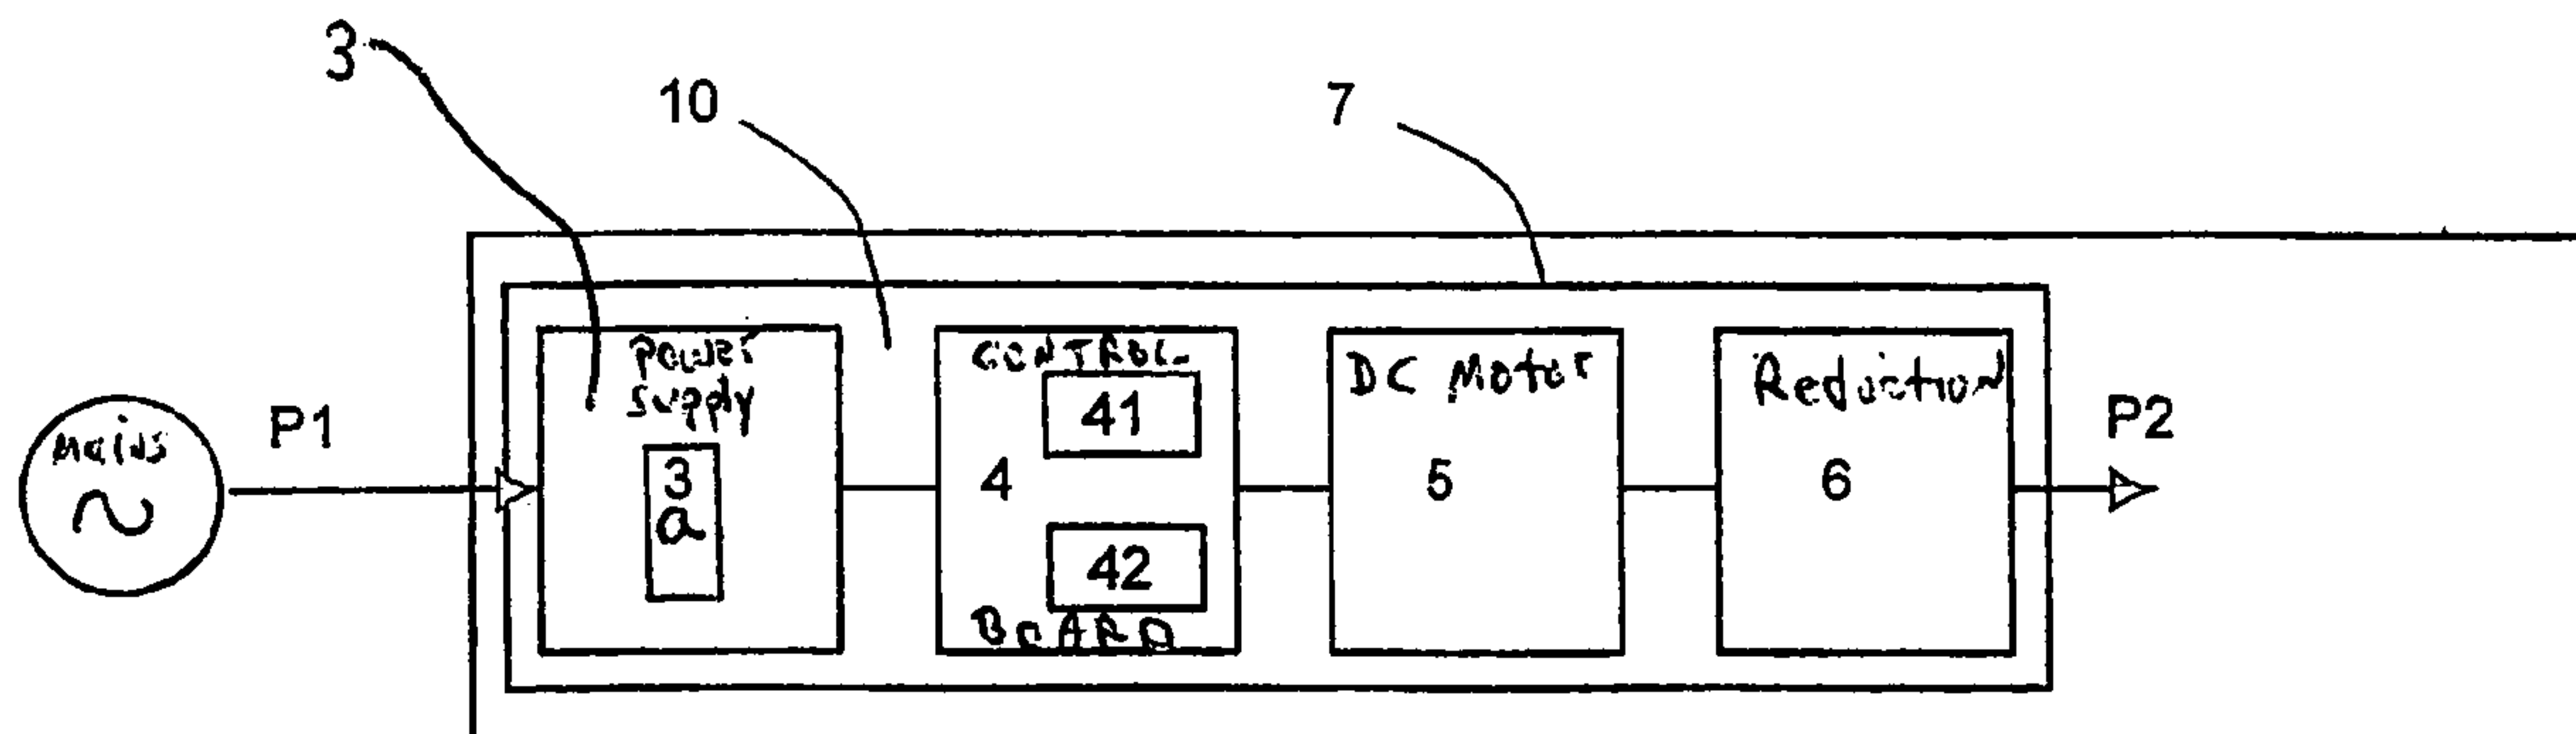 3
10
7
Mains
P1
Power
Supply
3
a
CONTROL
41
4
42
BOARD
DC Motor
5
Reduction
6
P2